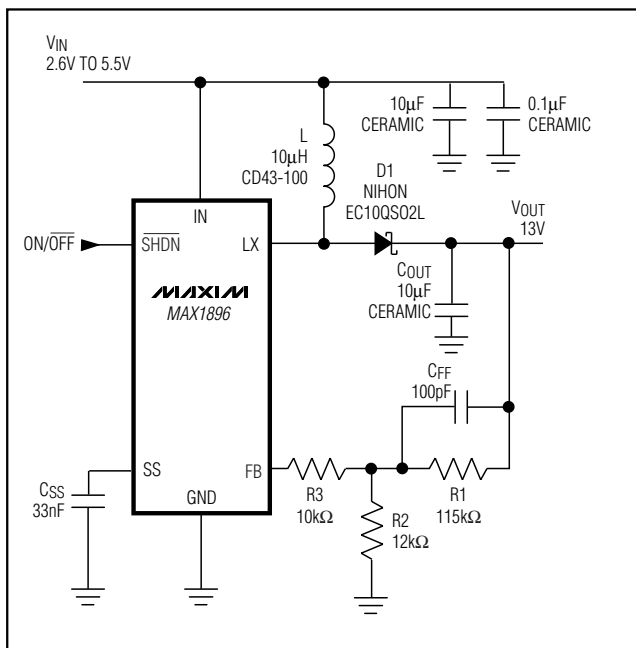 VIN
2.6V TO 5.5V
10µF
CERAMIC
0.1µF
CERAMIC
L
10µH
CD43-100
D1
NIHON
EC10QSO2L
VOUT
13V
IN
ON/OFF
SHDN
LX
COUT
10µF
CERAMIC
MAXIM
MAX1896
CFF
100pF
SS
FB
CSS
33nF
GND
R3
10kΩ
R2
12kΩ
R1
115kΩ